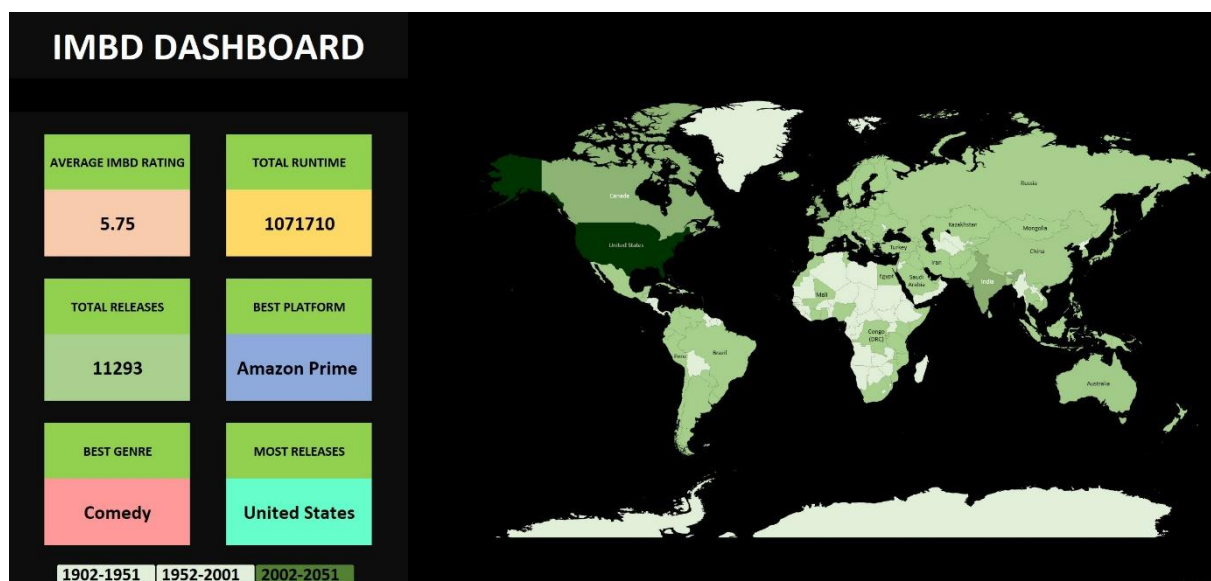 IMBD DASHBOARD
AVERAGE IMBD RATING
5.75
TOTAL RUNTIME
1071710
TOTAL RELEASES
11293
BEST PLATFORM
Amazon Prime
BEST GENRE
Comedy
MOST RELEASES
United States
1902-1951
1952-2001
2002-2051
Canada
United States
Russia
Kazakhstan
Mongolia
Turkey
China
Iran
Egypt
Saudi
Arabia
India
Mali
Congo
(DRC)
Peru
Brazil
Australia